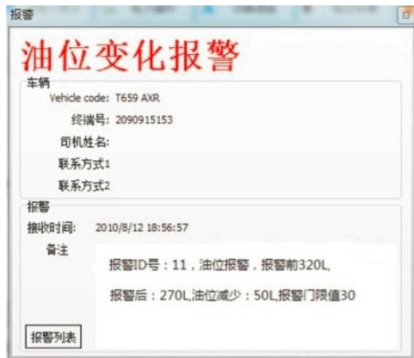 报警
油位变化报警
车辆
Vehicle code: T659 AXR
终端号: 2090915153
司机姓名:
联系方式1
联系方式2
报警
接收时间: 2010/8/12 18:56:57
备注
报警ID号：11，油位报警，报警前320L,
报警后：270L,油位减少：50L,报警门限值30
报警列表